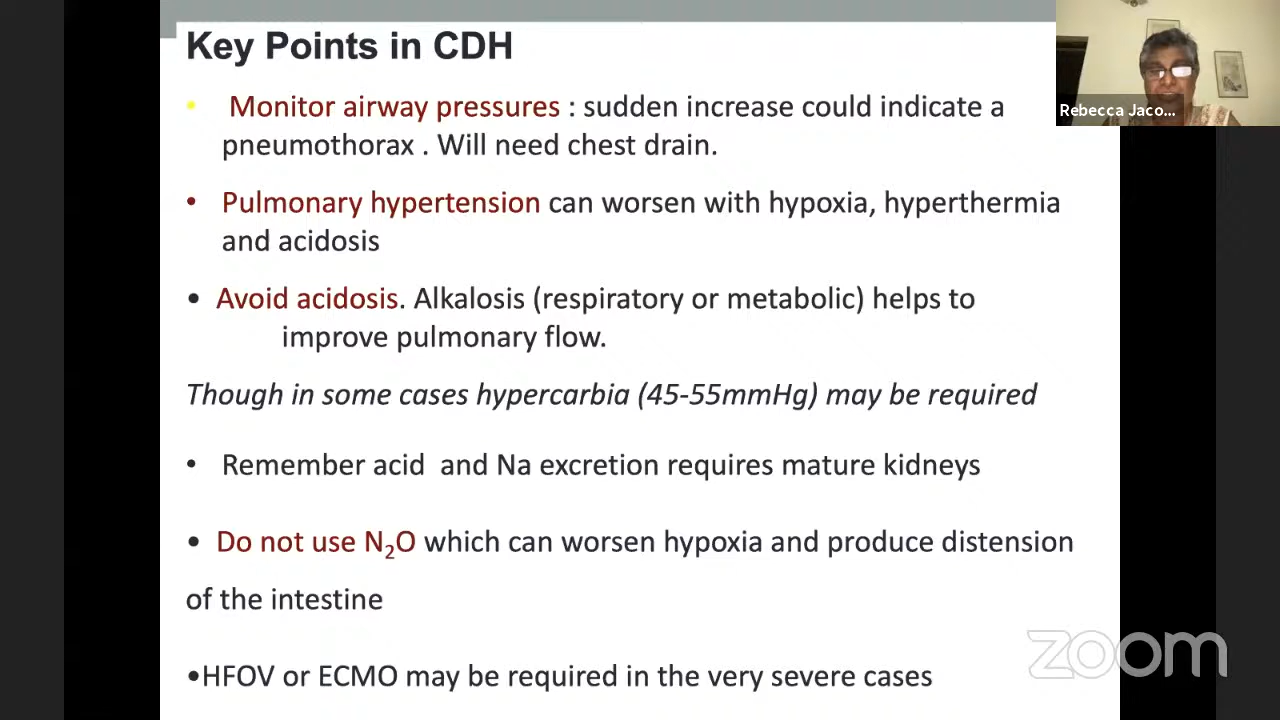 Key Points in CDH
Rebecca Jaco...
• Monitor airway pressures : sudden increase could indicate a
pneumothorax . Will need chest drain.
• Pulmonary hypertension can worsen with hypoxia, hyperthermia
and acidosis
• Avoid acidosis. Alkalosis (respiratory or metabolic) helps to
improve pulmonary flow.
Though in some cases hypercarbia (45-55mmHg) may be required
• Remember acid and Na excretion requires mature kidneys
• Do not use N₂O which can worsen hypoxia and produce distension
of the intestine
•HFOV or ECMO may be required in the very severe cases
zoom